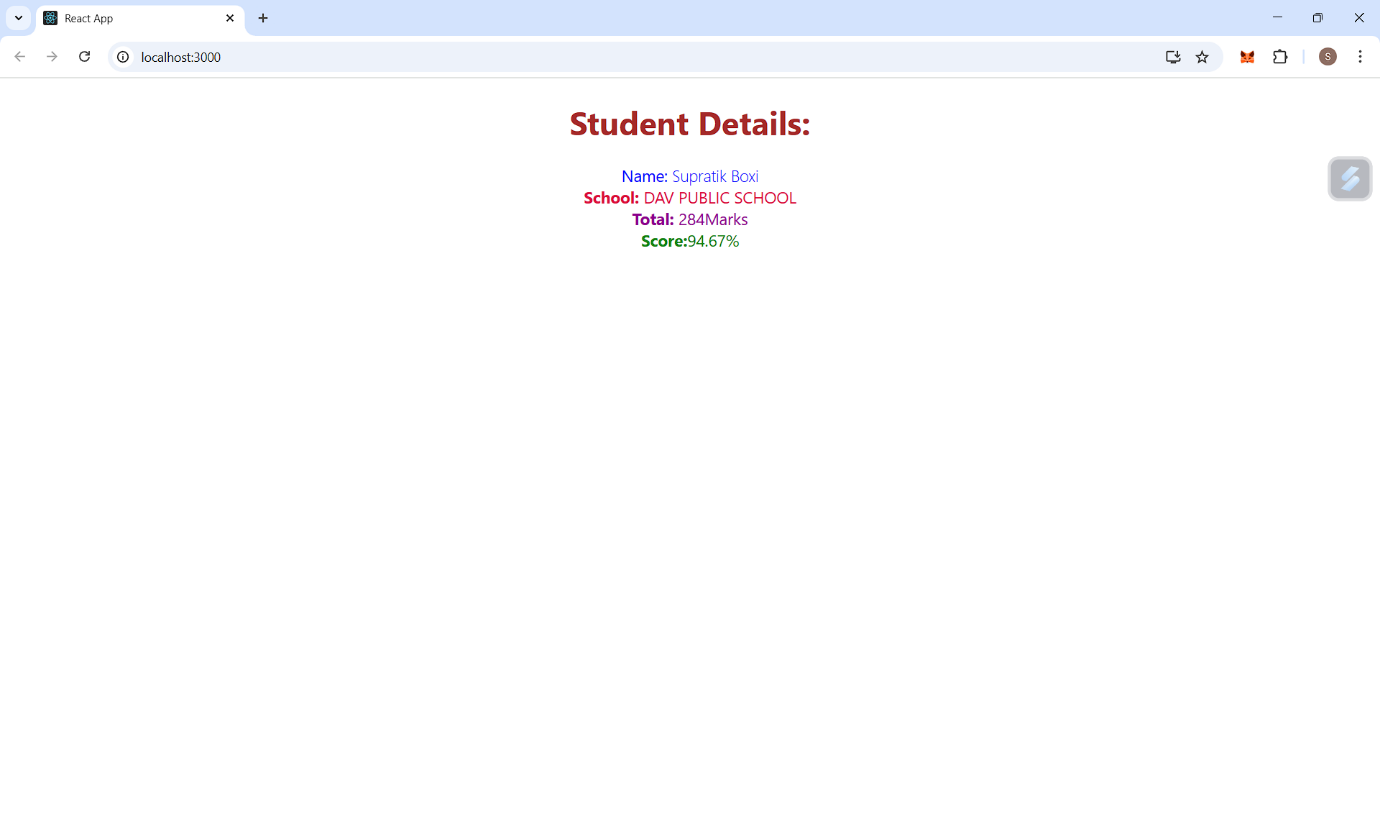 React App
localhost:3000
S
Student Details:
Name: Supratik Boxi
School: DAV PUBLIC SCHOOL
Total: 284Marks
Score:94.67%